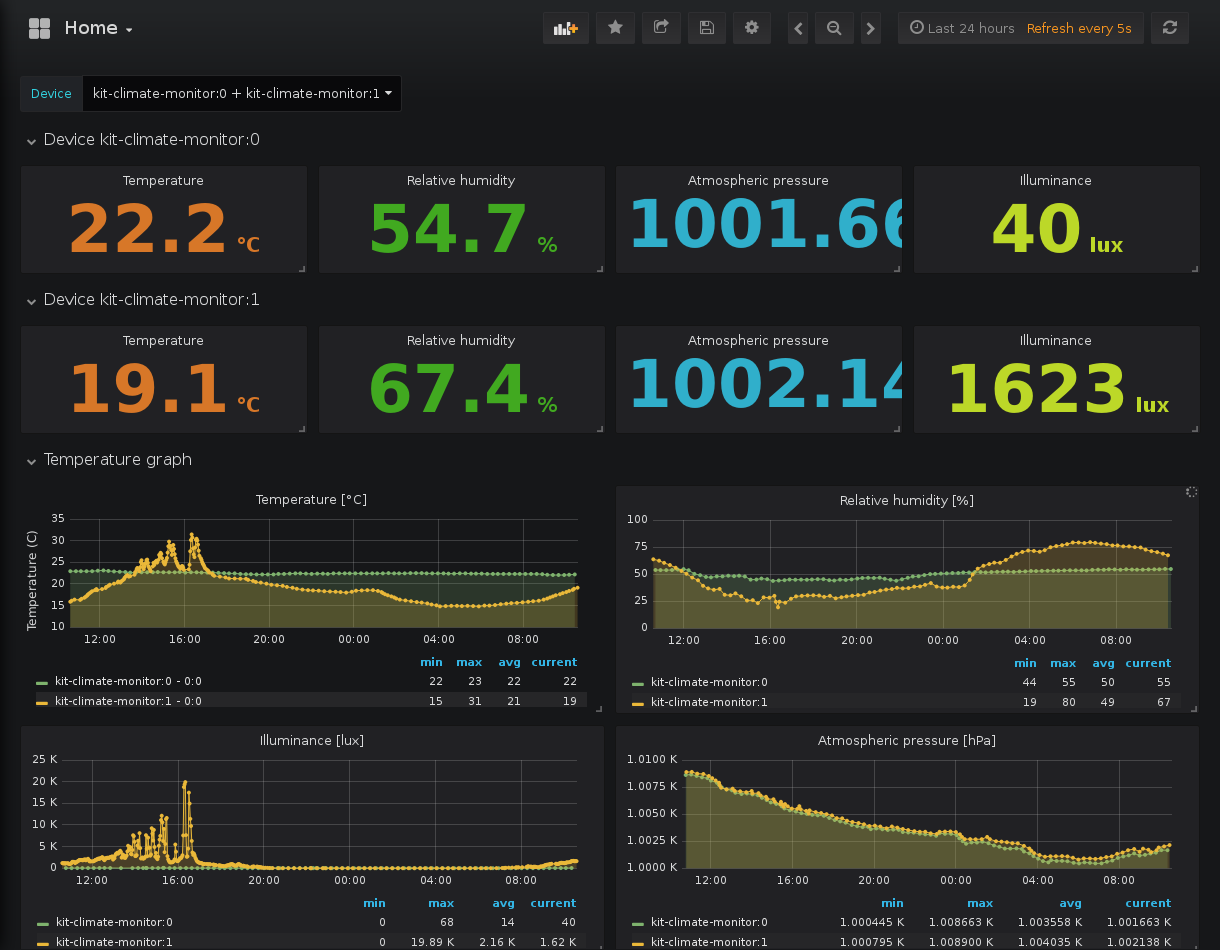 Home
Last 24 hours Refresh every 5s
Device kit-climate-monitor:0 + kit-climate-monitor:1
Device kit-climate-monitor:0
Temperature Relative humidity Atmospheric pressure Illuminance
22.2 °C 54.7 % 1001.66 40 lux
Device kit-climate-monitor:1
Temperature Relative humidity Atmospheric pressure Illuminance
19.1 °C 67.4 % 1002.14 1623 lux
Temperature graph
Temperature [°C]
Temperature (C)
35
30
25
20
15
10
12:00 16:00 20:00 00:00 04:00 08:00
min max avg current
kit-climate-monitor:0 - 0:0 22 23 22 22
kit-climate-monitor:1 - 0:0 15 31 21 19
Relative humidity [%]
100
75
50
25
0
12:00 16:00 20:00 00:00 04:00 08:00
min max avg current
kit-climate-monitor:0 44 55 50 55
kit-climate-monitor:1 19 80 49 67
Illuminance [lux]
25 K
20 K
15 K
10 K
5 K
0
12:00 16:00 20:00 00:00 04:00 08:00
min max avg current
kit-climate-monitor:0 0 68 14 40
kit-climate-monitor:1 0 19.89 K 2.16 K 1.62 K
Atmospheric pressure [hPa]
1.0100 K
1.0075 K
1.0050 K
1.0025 K
1.0000 K
12:00 16:00 20:00 00:00 04:00 08:00
min max avg current
kit-climate-monitor:0 1.000445 K 1.008663 K 1.003558 K 1.001663 K
kit-climate-monitor:1 1.000795 K 1.008900 K 1.004035 K 1.002138 K